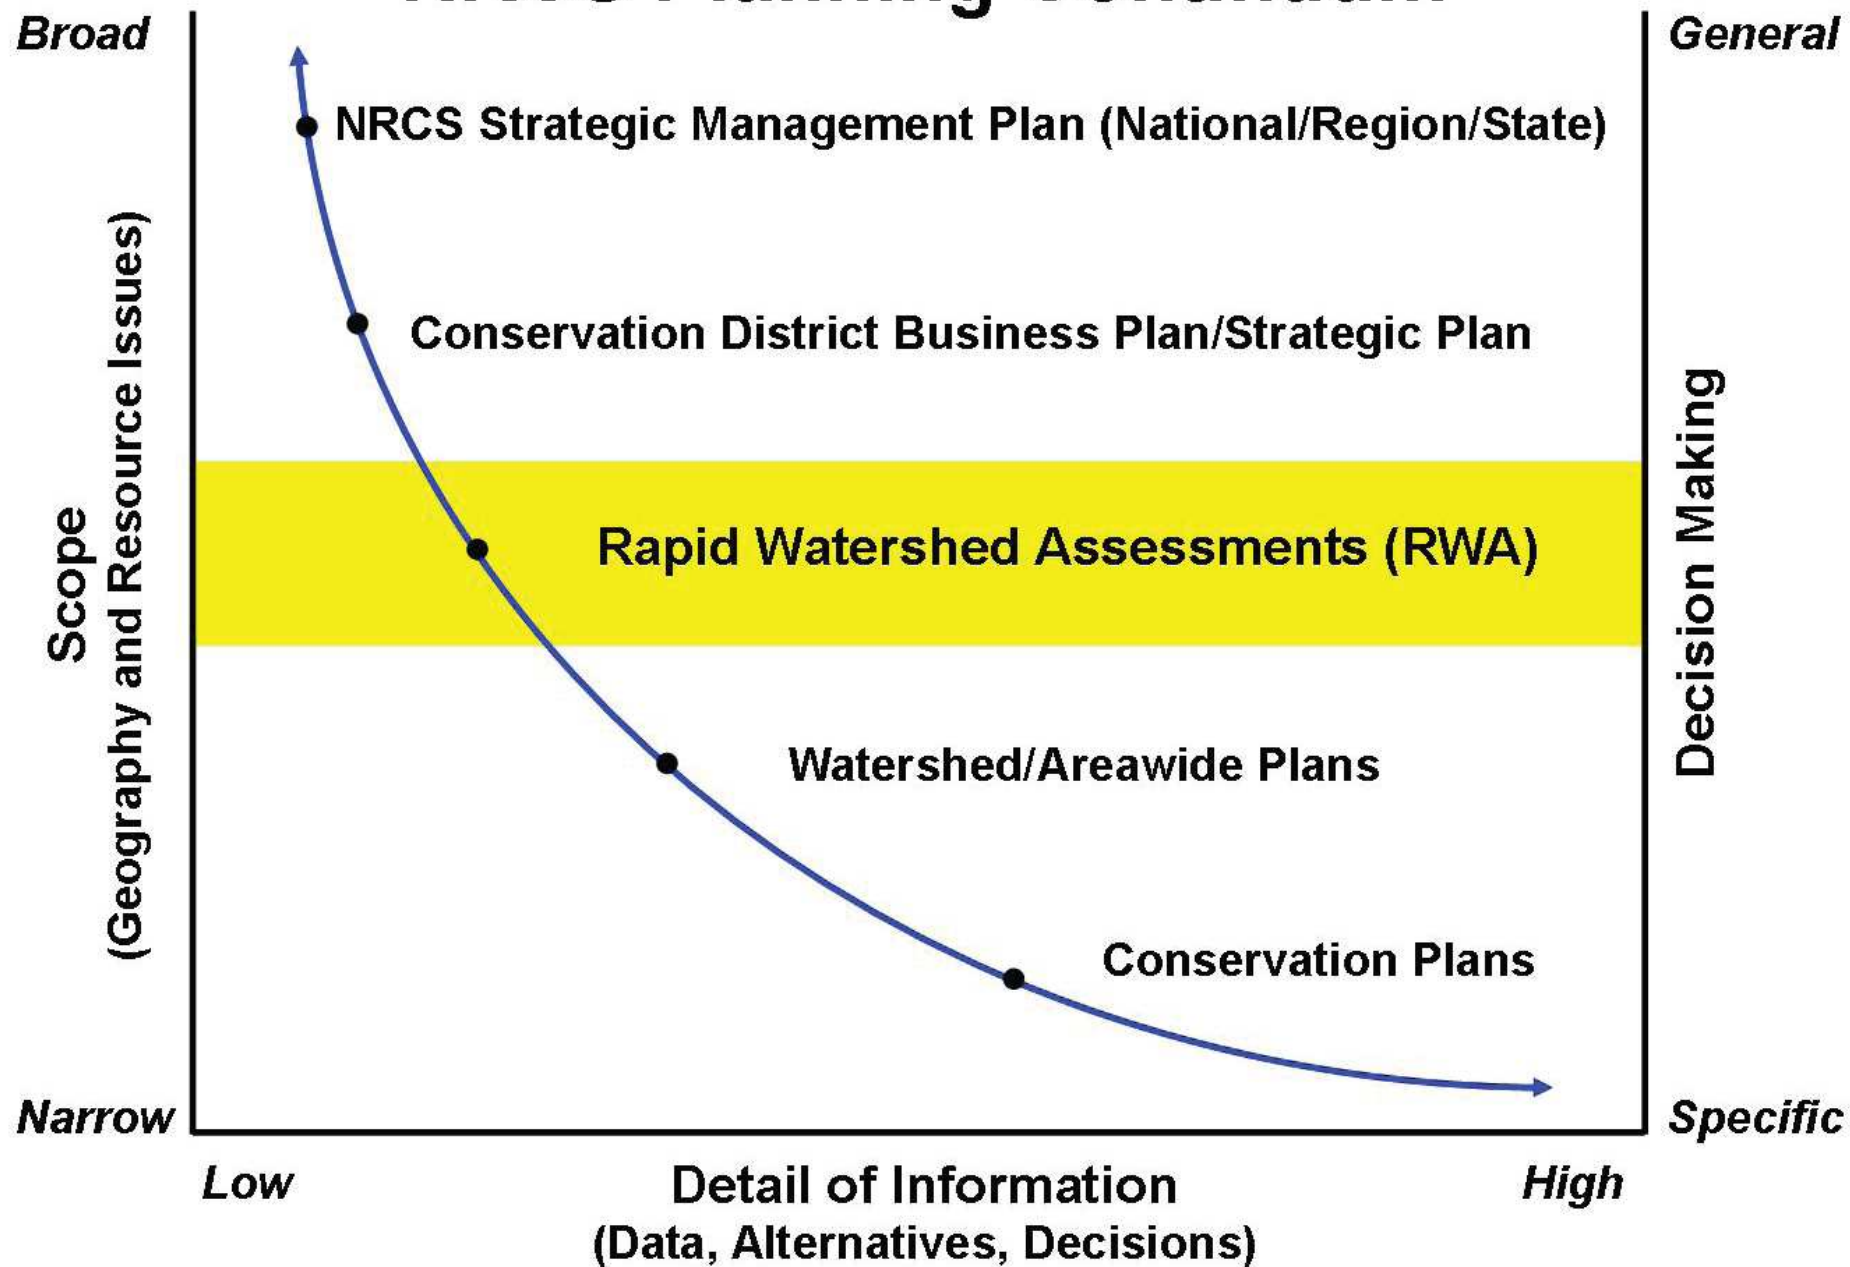 Broad
General
NRCS Strategic Management Plan (National/Region/State)
Conservation District Business Plan/Strategic Plan
Rapid Watershed Assessments (RWA)
Watershed/Areawide Plans
Conservation Plans
Scope
(Geography and Resource Issues)
Decision Making
Narrow
Specific
Low
Detail of Information
High
(Data, Alternatives, Decisions)